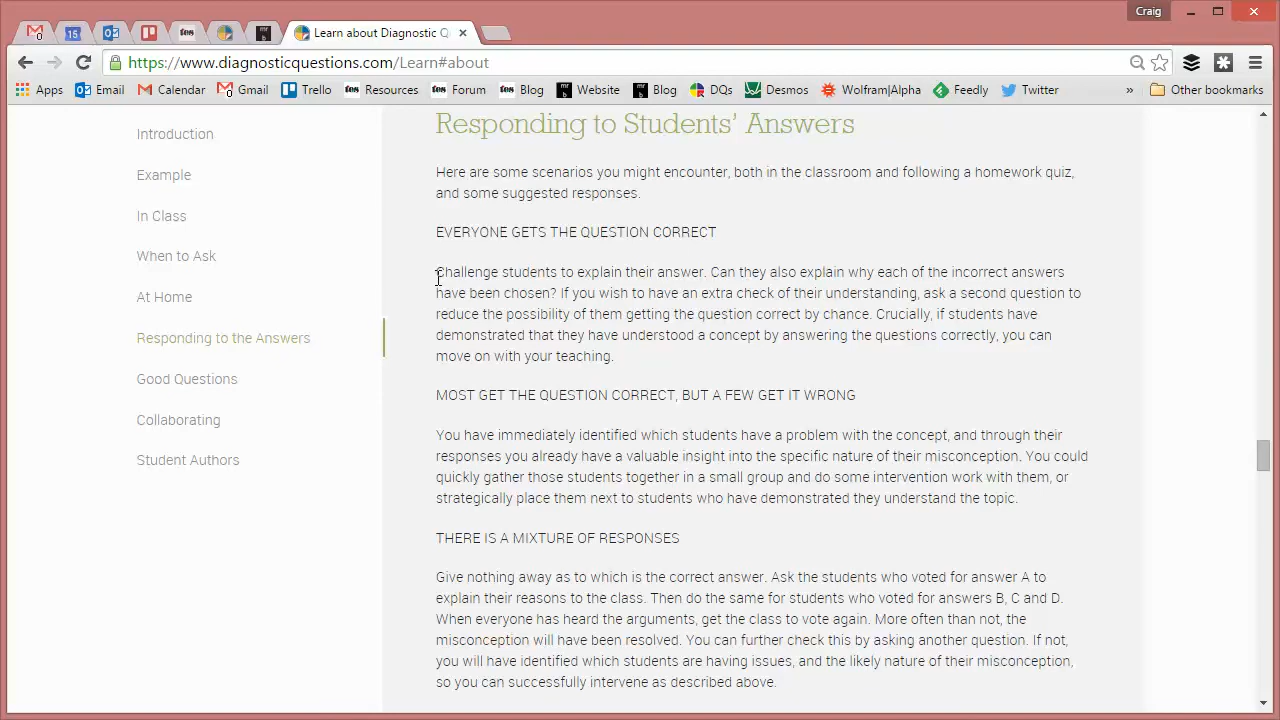 Craig
Learn about Diagnostic Q
https://www.diagnosticquestions.com/Learn#about
Apps Email Calendar Gmail Trello Resources Forum Blog Website Blog DQs Desmos Wolfram|Alpha Feedly Twitter » Other bookmarks
Introduction
Example
In Class
When to Ask
At Home
Responding to the Answers
Good Questions
Collaborating
Student Authors
Responding to Students' Answers
Here are some scenarios you might encounter, both in the classroom and following a homework quiz,
and some suggested responses.
EVERYONE GETS THE QUESTION CORRECT
Challenge students to explain their answer. Can they also explain why each of the incorrect answers
have been chosen? If you wish to have an extra check of their understanding, ask a second question to
reduce the possibility of them getting the question correct by chance. Crucially, if students have
demonstrated that they have understood a concept by answering the questions correctly, you can
move on with your teaching.
MOST GET THE QUESTION CORRECT, BUT A FEW GET IT WRONG
You have immediately identified which students have a problem with the concept, and through their
responses you already have a valuable insight into the specific nature of their misconception. You could
quickly gather those students together in a small group and do some intervention work with them, or
strategically place them next to students who have demonstrated they understand the topic.
THERE IS A MIXTURE OF RESPONSES
Give nothing away as to which is the correct answer. Ask the students who voted for answer A to
explain their reasons to the class. Then do the same for students who voted for answers B, C and D.
When everyone has heard the arguments, get the class to vote again. More often than not, the
misconception will have been resolved. You can further check this by asking another question. If not,
you will have identified which students are having issues, and the likely nature of their misconception,
so you can successfully intervene as described above.